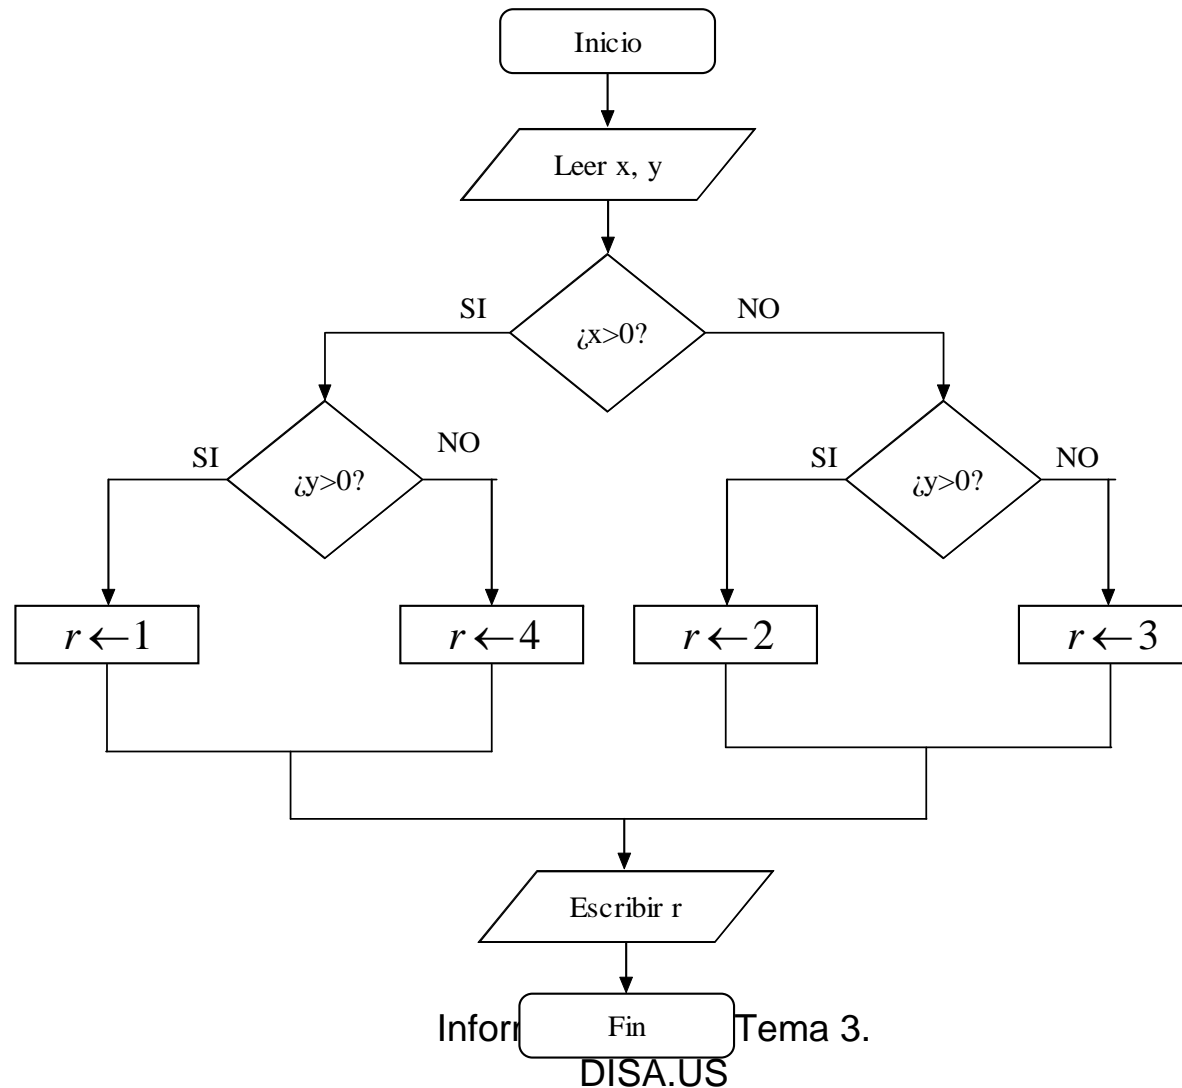 Inicio
Leer x, y
SI
NO
¿x>0?
SI
NO
SI
NO
¿y>0?
¿y>0?
r ← 1
r ← 4
r ← 2
r ← 3
Escribir r
Fin
Tema 3.
DISA.US